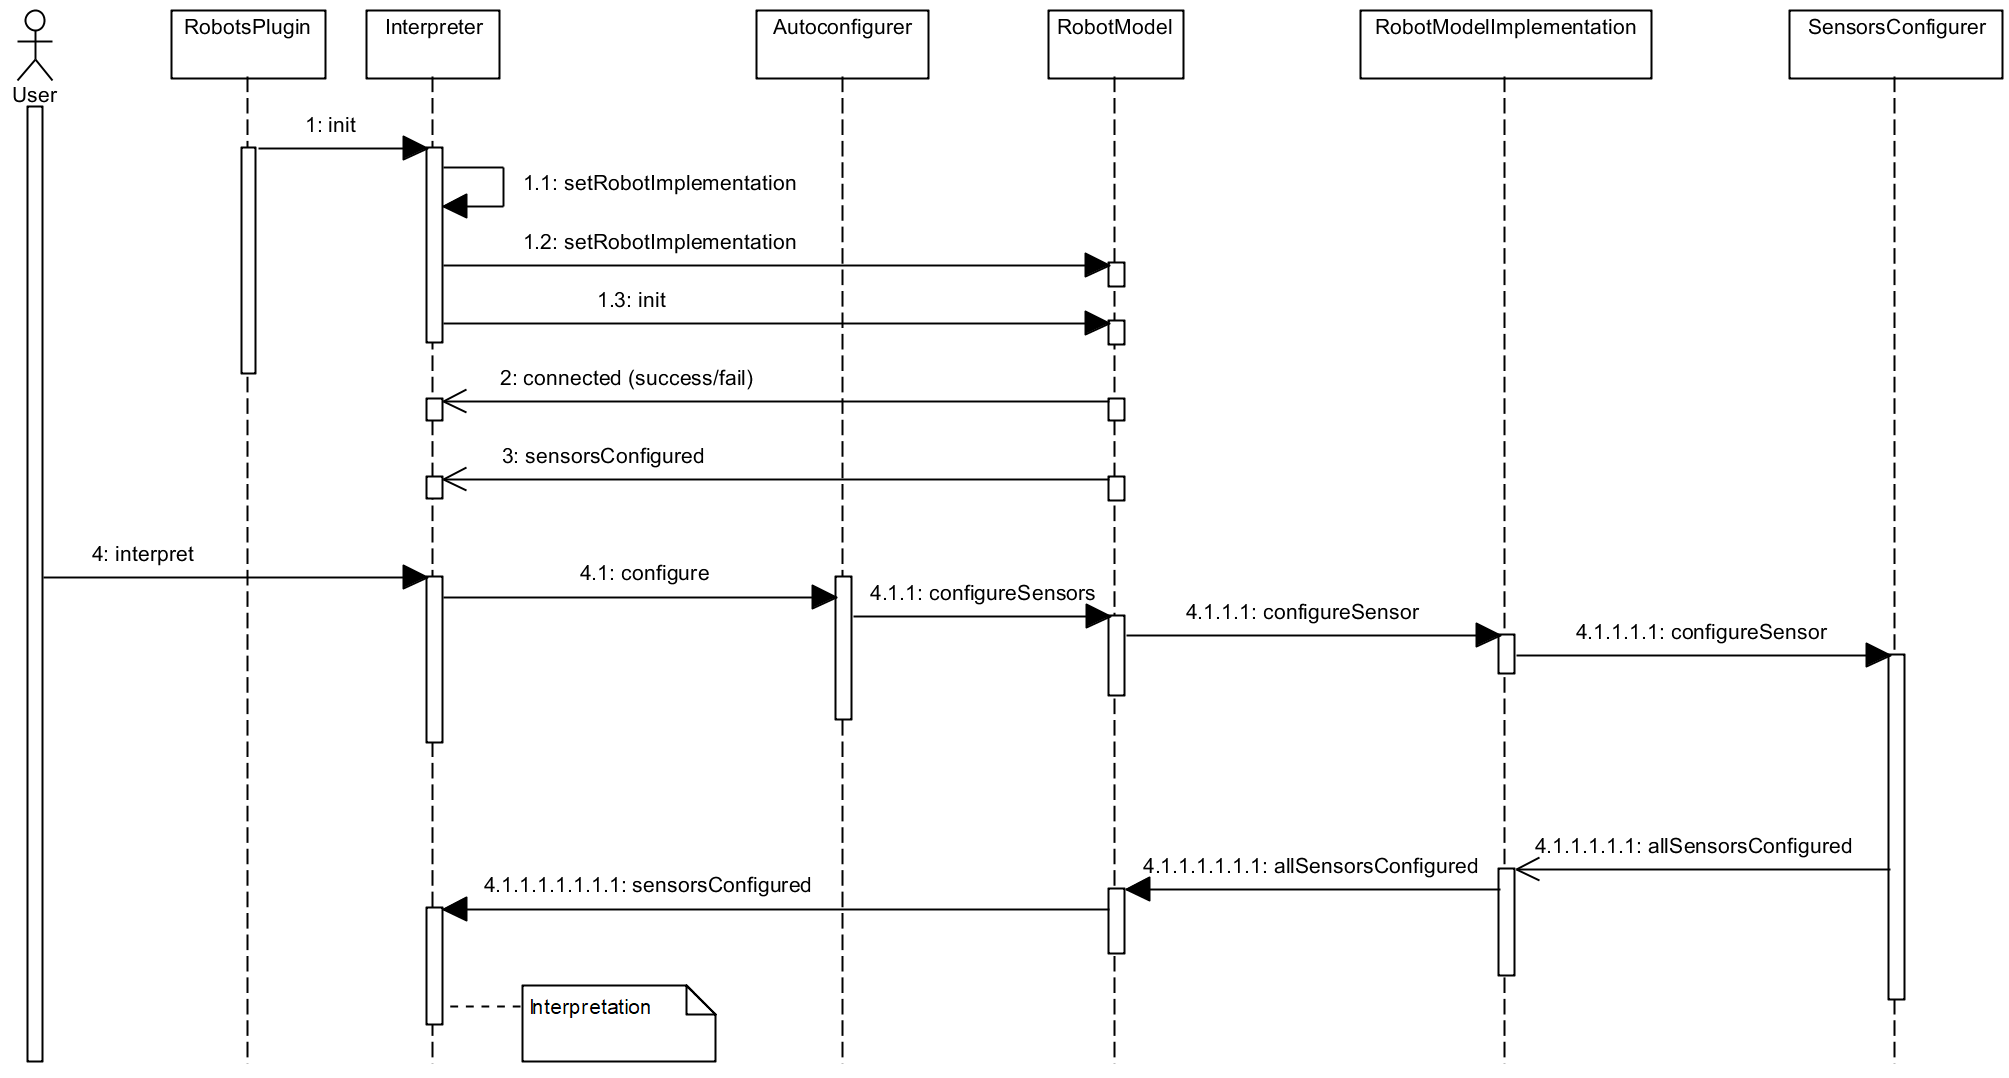 RobotsPlugin
Interpreter
Autoconfigurer
RobotModel
RobotModelImplementation
SensorsConfigurer
User
1: init
1.1: setRobotImplementation
1.2: setRobotImplementation
1.3: init
2: connected (success/fail)
3: sensorsConfigured
4: interpret
4.1: configure
4.1.1: configureSensors
4.1.1.1: configureSensor
4.1.1.1.1: configureSensor
4.1.1.1.1.1: allSensorsConfigured
4.1.1.1.1.1.1: allSensorsConfigured
4.1.1.1.1.1.1.1: sensorsConfigured
Interpretation